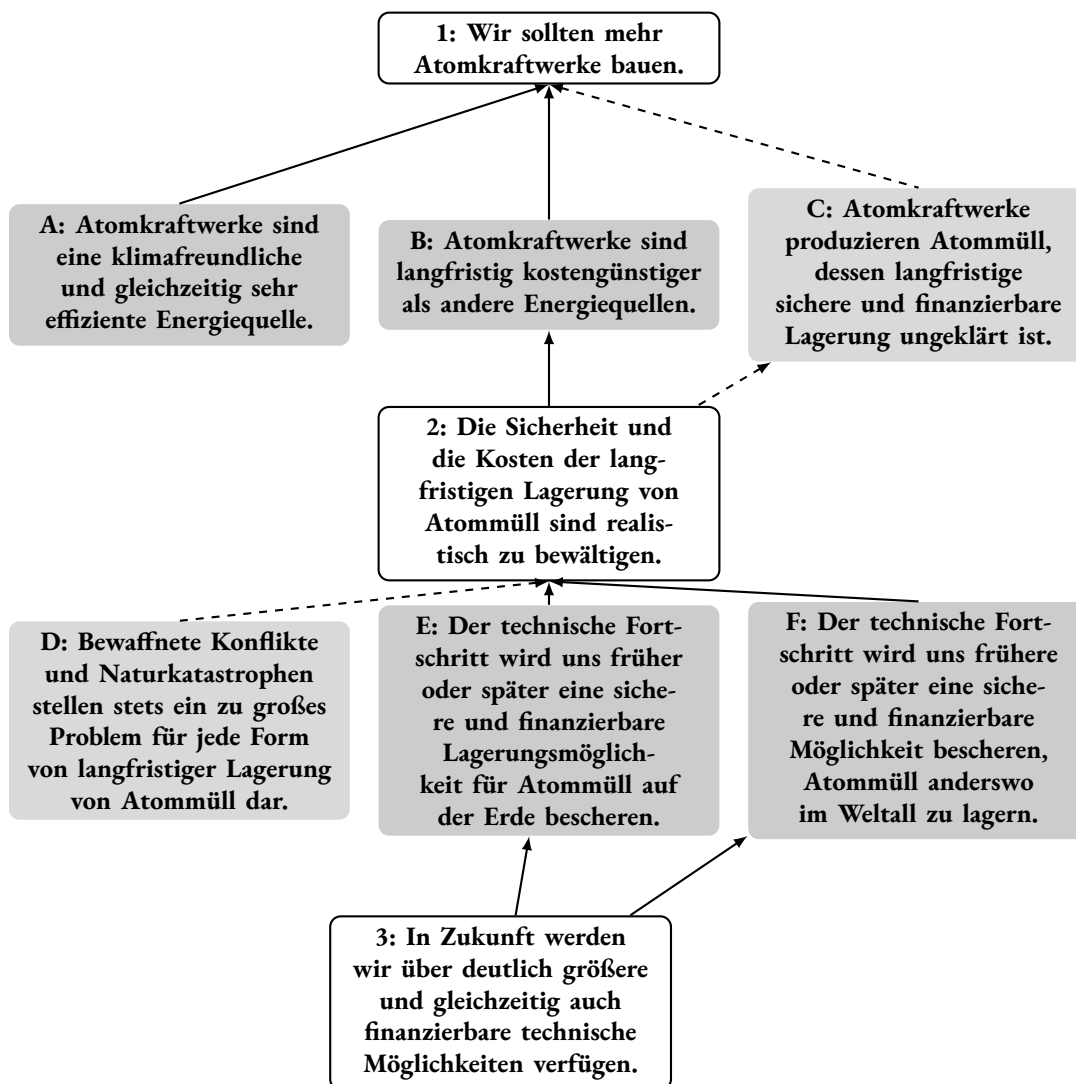 1: Wir sollten mehr
Atomkraftwerke bauen.
A: Atomkraftwerke sind
eine klimafreundliche
und gleichzeitig sehr
effiziente Energiequelle.
B: Atomkraftwerke sind
langfristig kostengünstiger
als andere Energiequellen.
C: Atomkraftwerke
produzieren Atommüll,
dessen langfristige
sichere und finanzierbare
Lagerung ungeklärt ist.
2: Die Sicherheit und
die Kosten der lang-
fristigen Lagerung von
Atommüll sind realis-
tisch zu bewältigen.
D: Bewaffnete Konflikte
und Naturkatastrophen
stellen stets ein zu großes
Problem für jede Form
von langfristiger Lagerung
von Atommüll dar.
E: Der technische Fort-
schritt wird uns früher
oder später eine siche-
re und finanzierbare
Lagerungsmöglich-
keit für Atommüll auf
der Erde bescheren.
F: Der technische Fort-
schritt wird uns frühere
oder später eine siche-
re und finanzierbare
Möglichkeit bescheren,
Atommüll anderswo
im Weltall zu lagern.
3: In Zukunft werden
wir über deutlich größere
und gleichzeitig auch
finanzierbare technische
Möglichkeiten verfügen.